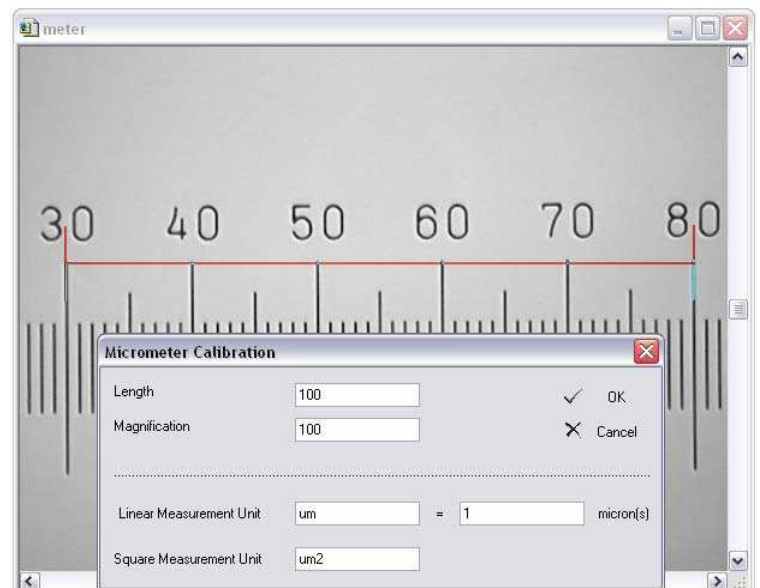 meter
30 40 50 60 70 80
Micrometer Calibration
Length 100 OK
Magnification 100 Cancel
Linear Measurement Unit um = 1 micron(s)
Square Measurement Unit um2